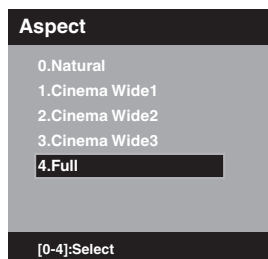 Aspect
0.Natural
1.Cinema Wide1
2.Cinema Wide2
3.Cinema Wide3
4.Full
[0-4]:Select